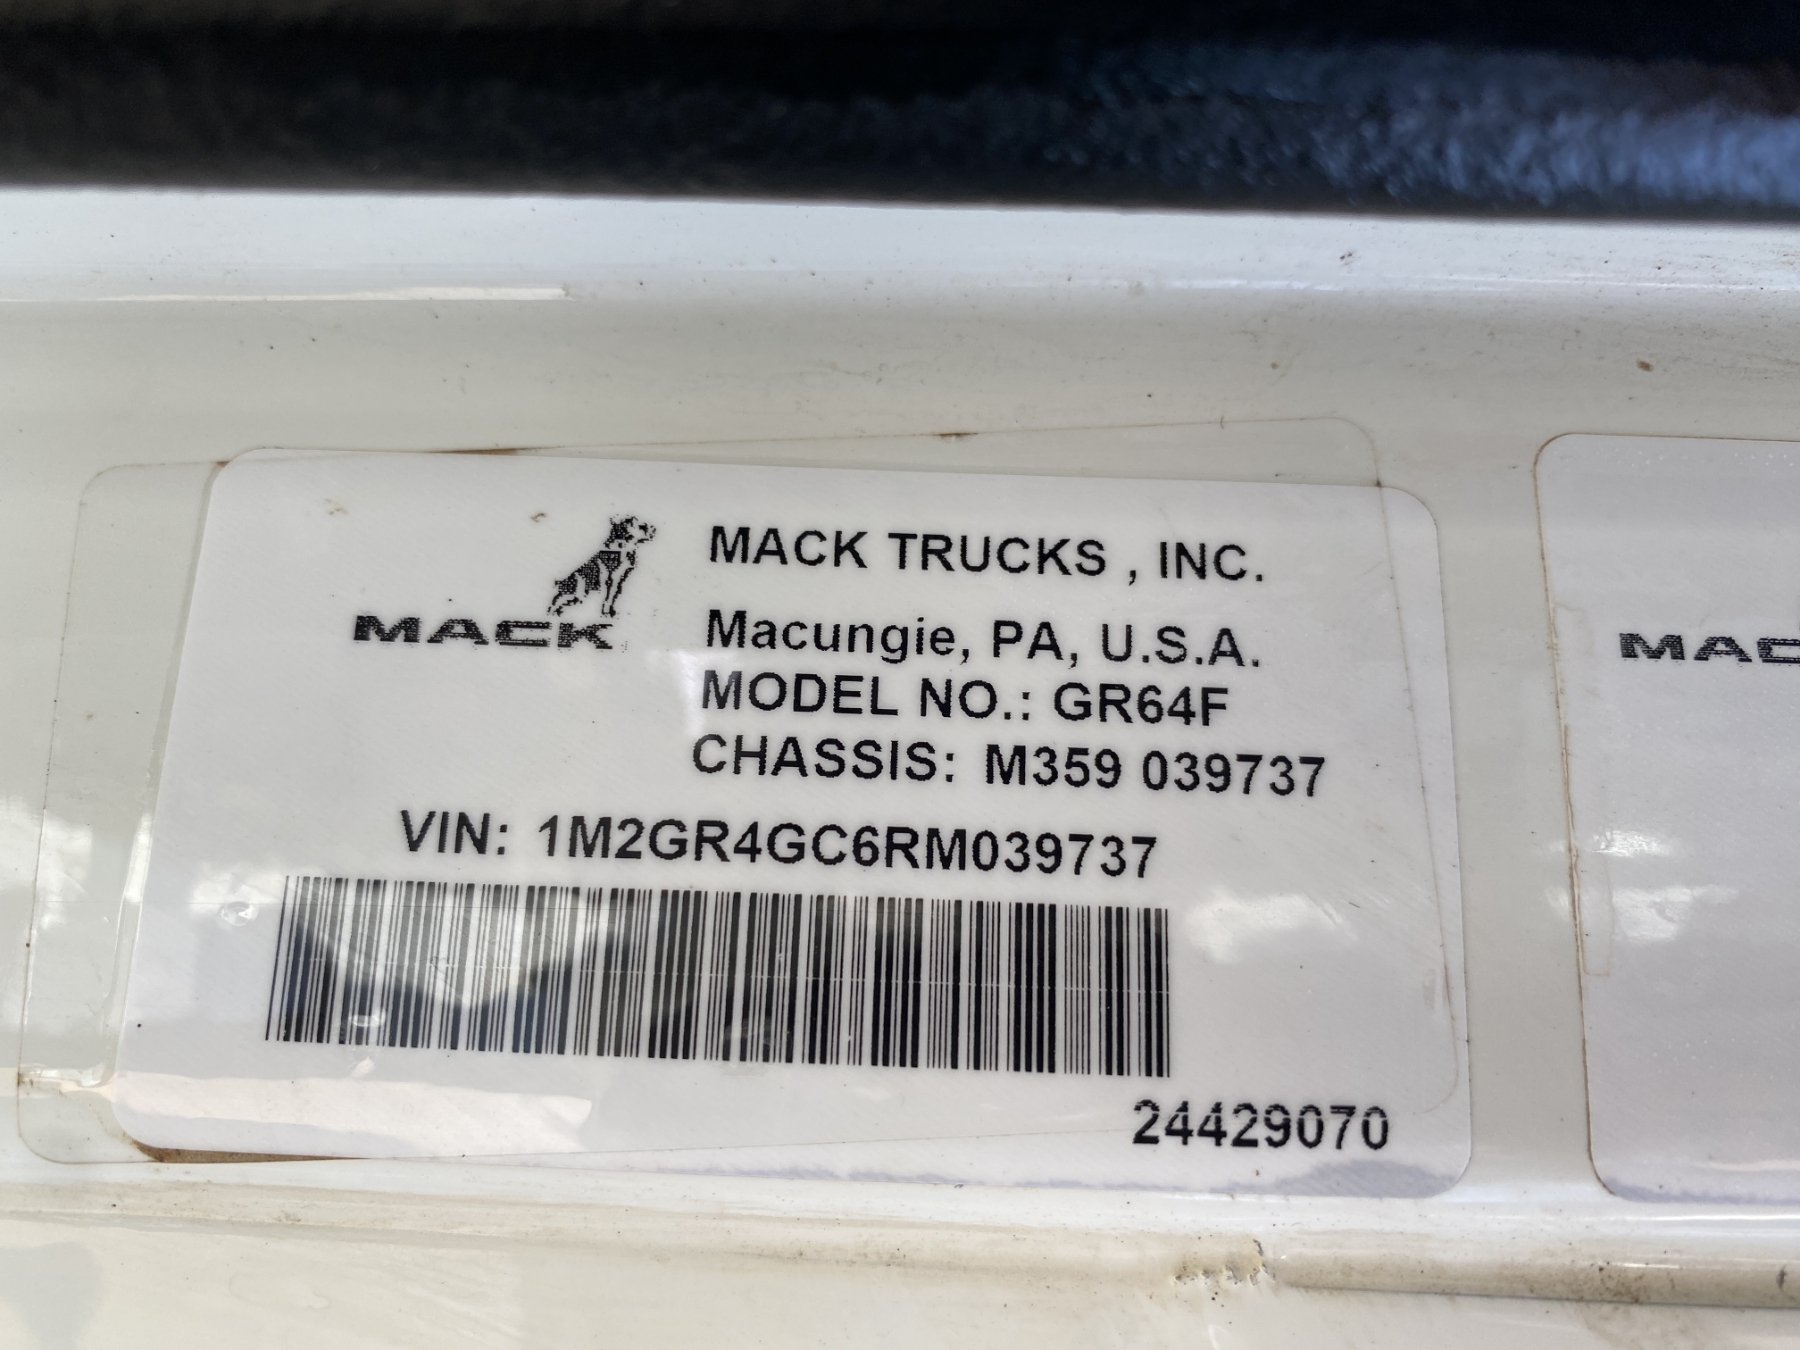 MACK
MACK TRUCKS , INC.
Macungie, PA, U.S.A.
MODEL NO.: GR64F
CHASSIS: M359 039737
VIN: 1M2GR4GC6RM039737
24429070
MAC